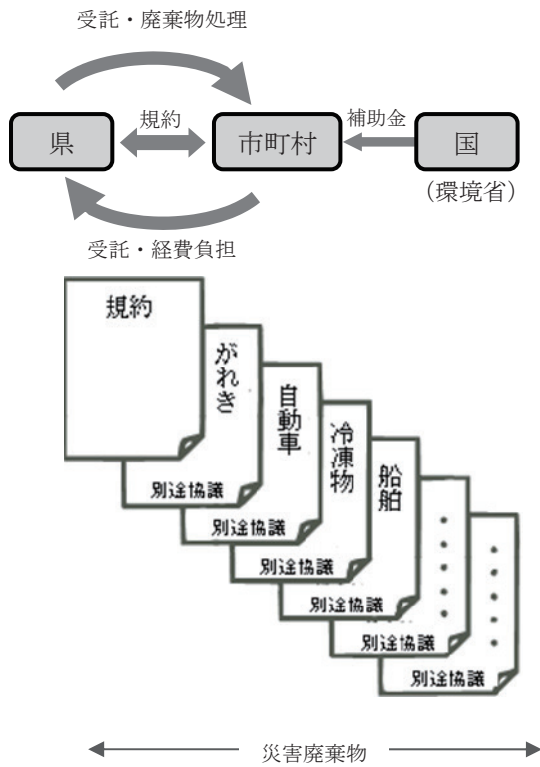 受託・廃棄物処理
県
規約
市町村
補助金
国
（環境省）
受託・経費負担
規約
がれき
別途協議
自動車
別途協議
冷凍物
別途協議
船舶
別途協議
・・・・・
別途協議
・・・・・
別途協議
災害廃棄物